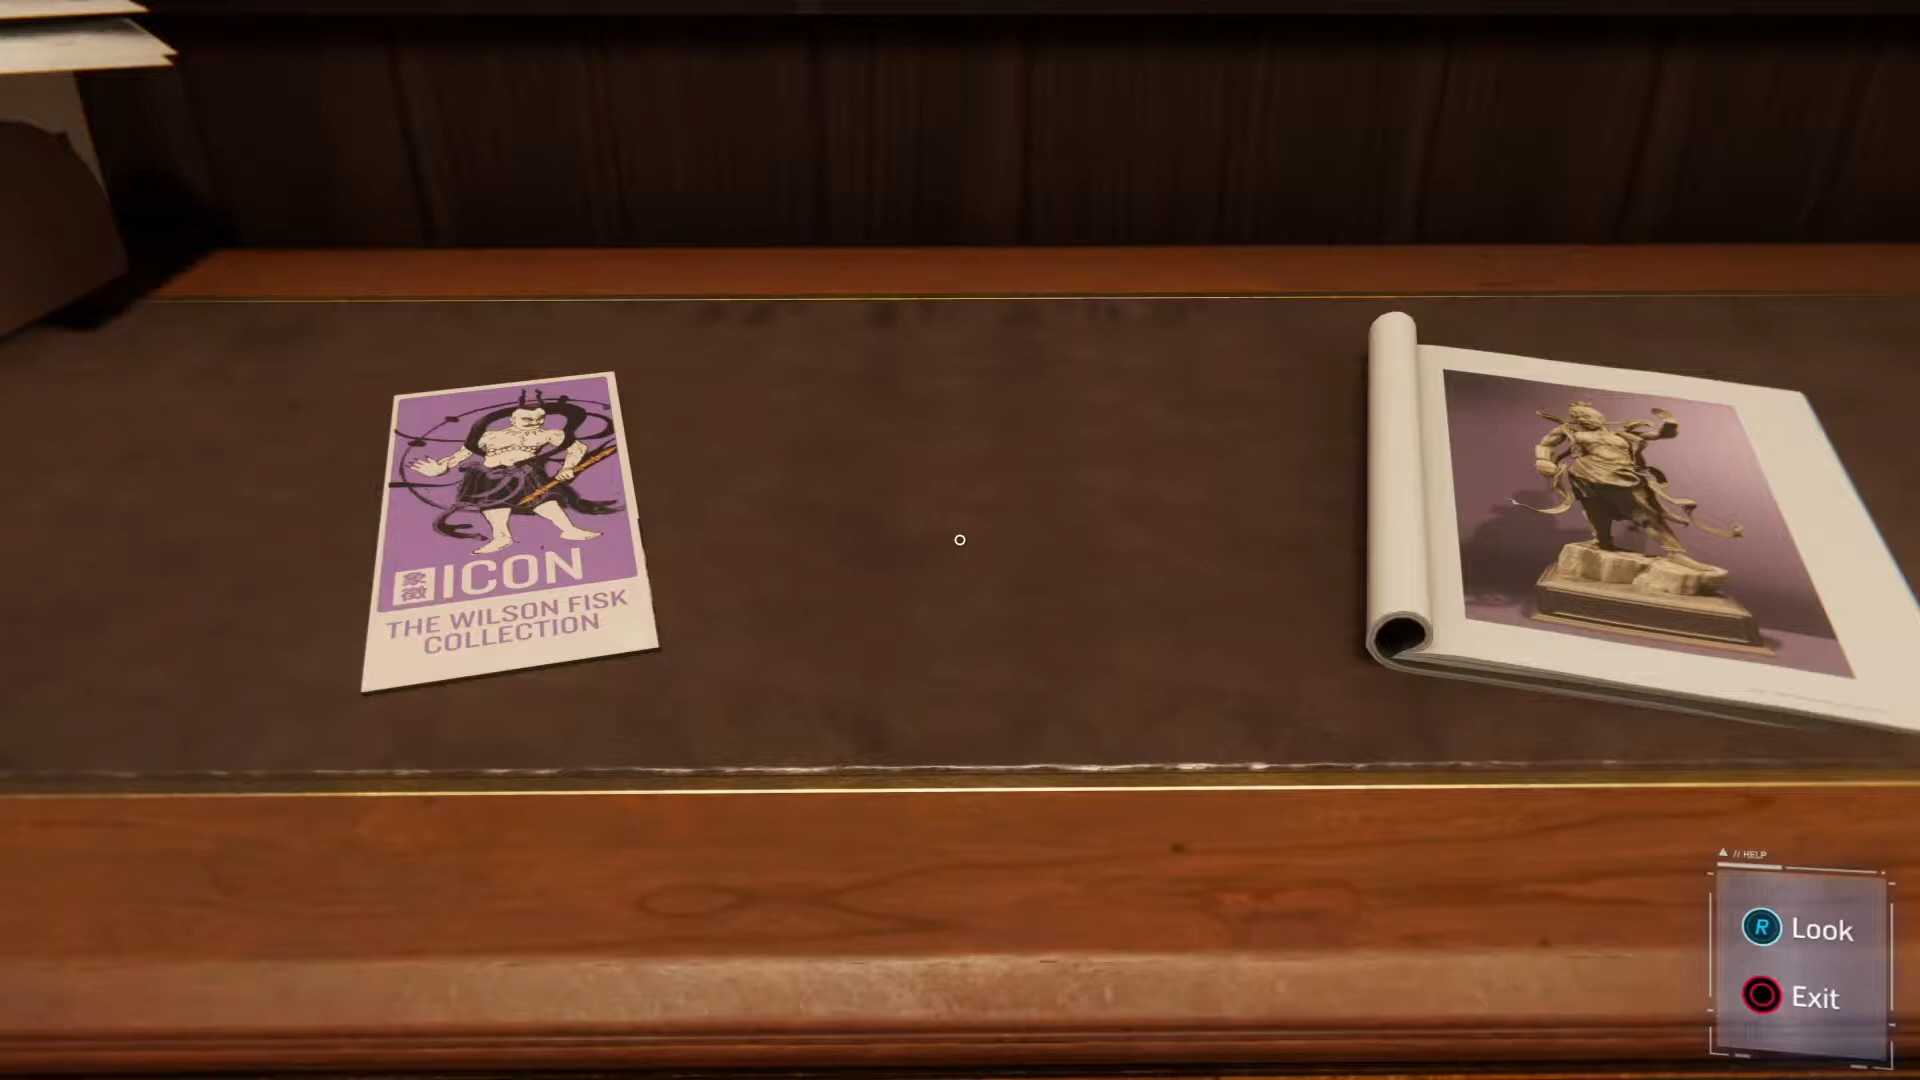 象徴 ICON
THE WILSON FISK
COLLECTION
// HELP
R Look
Exit